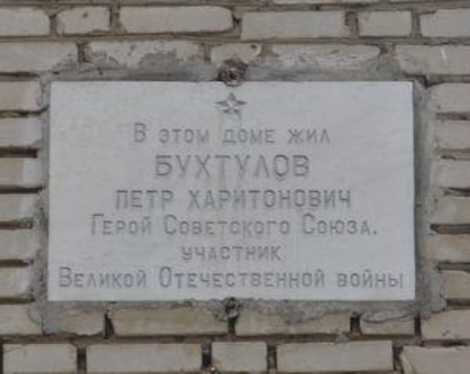 В этом доме жил
БУХТУЛОВ
ПЕТР ХАРИТОНОВИЧ
Герой Советского Союза.
участник
Великой Отечественной войны